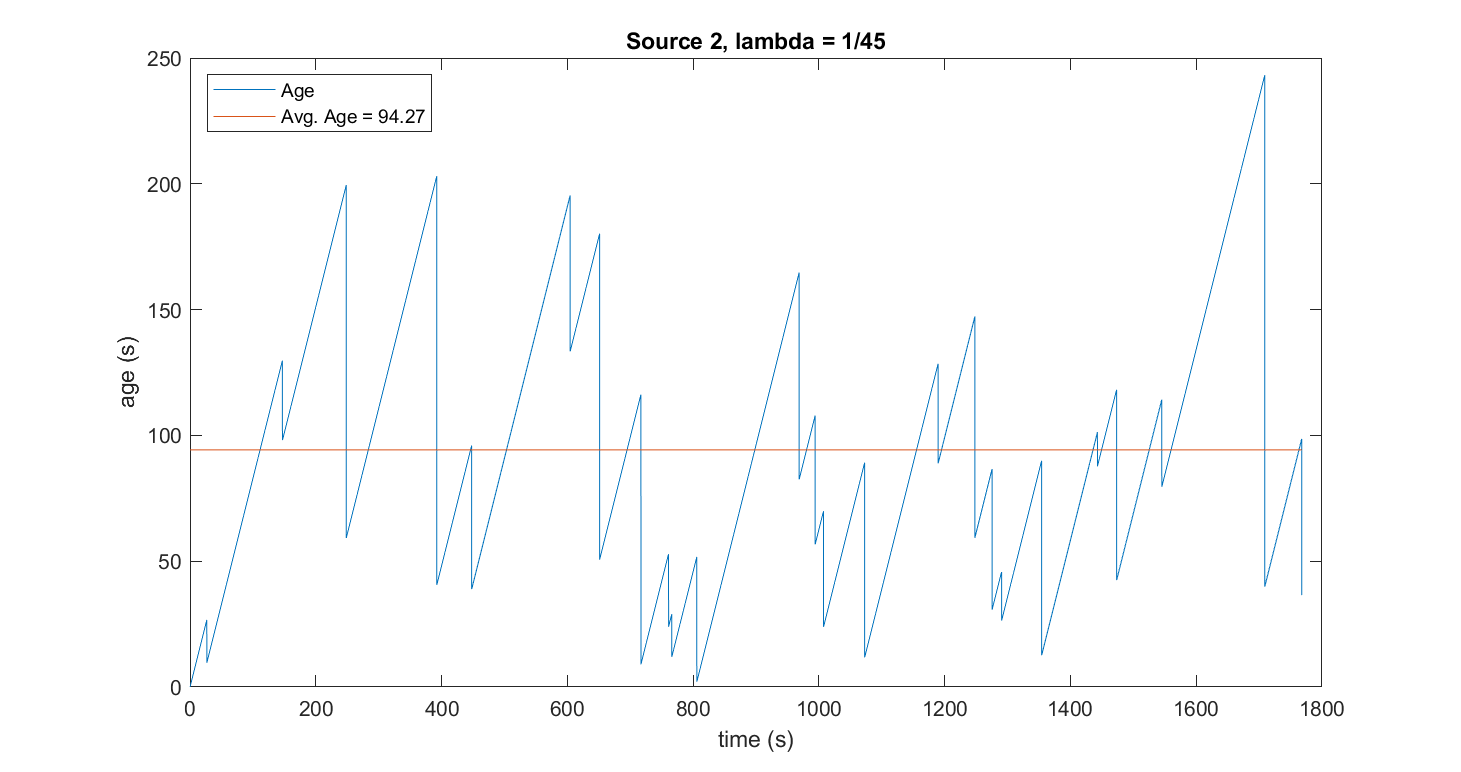 Source 2, lambda = 1/45
250
200
150
100
50
0
age (s)
Age
Avg. Age = 94.27
0 200 400 600 800 1000 1200 1400 1600 1800
time (s)